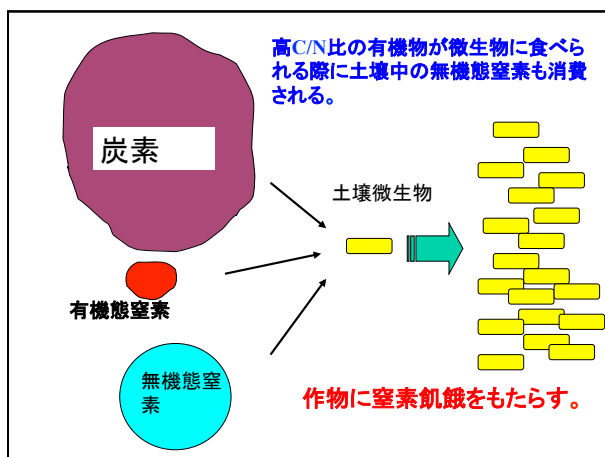 高C/N比の有機物が微生物に食べら
れる際に土壌中の無機態窒素も消費
される。
炭素
土壌微生物
有機態窒素
無機態窒
素
作物に窒素飢餓をもたらす。